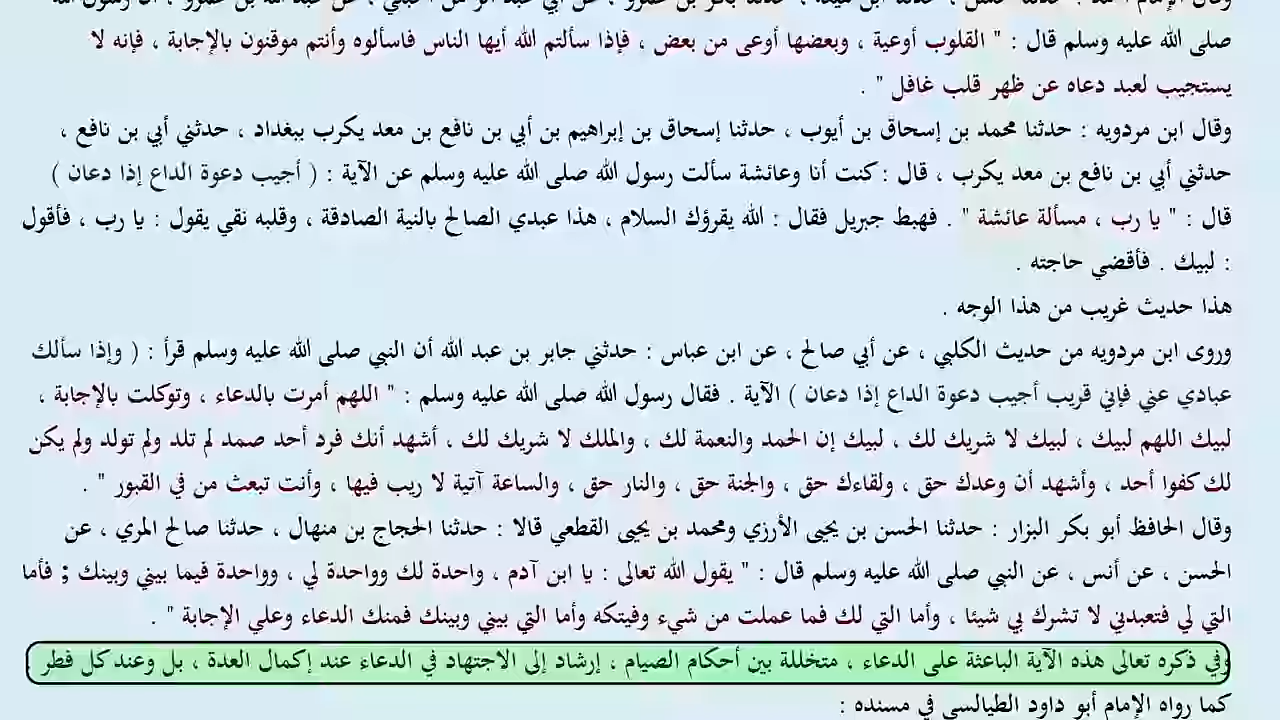 صلى الله عليه وسلم قال : " القلوب أوعية ، وبعضها أوعى من بعض ، فإذا سألتم الله أيها الناس فاسألوه وأنتم موقنون بالإجابة ، فإنه لا
يستجيب لعبد دعاه عن ظهر قلب غافل " .
وقال ابن مردويه : حدثنا محمد بن إسحاق بن أيوب ، حدثنا إسحاق بن إبراهيم بن أبي بن نافع بن معد يكرب ببغداد ، حدثني أبي بن نافع ،
حدثني أبي بن نافع بن معد يكرب ، قال : كنت أنا وعائشة سألت رسول الله صلى الله عليه وسلم عن الآية : ( أجيب دعوة الداع إذا دعان )
قال : " يا رب ، مسألة عائشة " . فهبط جبريل فقال : الله يقرؤك السلام ، هذا عبدي الصالح بالنية الصادقة ، وقلبه نقي يقول : يا رب ، فأقول
: لبيك . فأقضي حاجته .
هذا حديث غريب من هذا الوجه .
وروى ابن مردويه من حديث الكلبي ، عن أبي صالح ، عن ابن عباس : حدثني جابر بن عبد الله أن النبي صلى الله عليه وسلم قرأ : ( وإذا سألك
عبادي عني فإني قريب أجيب دعوة الداع إذا دعان ) الآية . فقال رسول الله صلى الله عليه وسلم : " اللهم أمرت بالدعاء ، وتوكلت بالإجابة ،
لبيك اللهم لبيك ، لبيك لا شريك لك ، لبيك إن الحمد والنعمة لك ، والملك لا شريك لك ، أشهد أنك فرد أحد صمد لم تلد ولم تولد ولم يكن
لك كفوا أحد ، وأشهد أن وعدك حق ، ولقاءك حق ، والجنة حق ، والنار حق ، والساعة آتية لا ريب فيها ، وأنت تبعث من في القبور " .
وقال الحافظ أبو بكر البزار : حدثنا الحسن بن يحيى الأرزي ومحمد بن يحيى القطعي قالا : حدثنا الحجاج بن منهال ، حدثنا صالح المري ، عن
الحسن ، عن أنس ، عن النبي صلى الله عليه وسلم قال : " يقول الله تعالى : يا ابن آدم ، واحدة لك وواحدة لي ، وواحدة فيما بيني وبينك ; فأما
التي لي فتعبدني لا تشرك بي شيئا ، وأما التي لك فما عملت من شيء وفيتكه وأما التي بيني وبينك فمنك الدعاء وعلي الإجابة " .
وفي ذكره تعالى هذه الآية الباعثة على الدعاء ، متخللة بين أحكام الصيام ، إرشاد إلى الاجتهاد في الدعاء عند إكمال العدة ، بل وعند كل فطر ،
كما رواه الإمام أبو داود الطيالسي في مسنده :